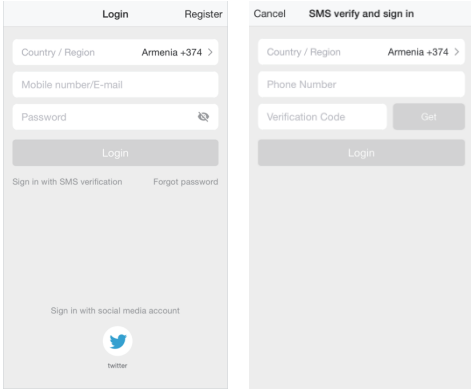 Login Register
Country / Region Armenia +374 >
Mobile number/E-mail
Password
Login
Sign in with SMS verification Forgot password
Sign in with social media account
twitter
Cancel SMS verify and sign in
Country / Region Armenia +374 >
Phone Number
Verification Code Get
Login